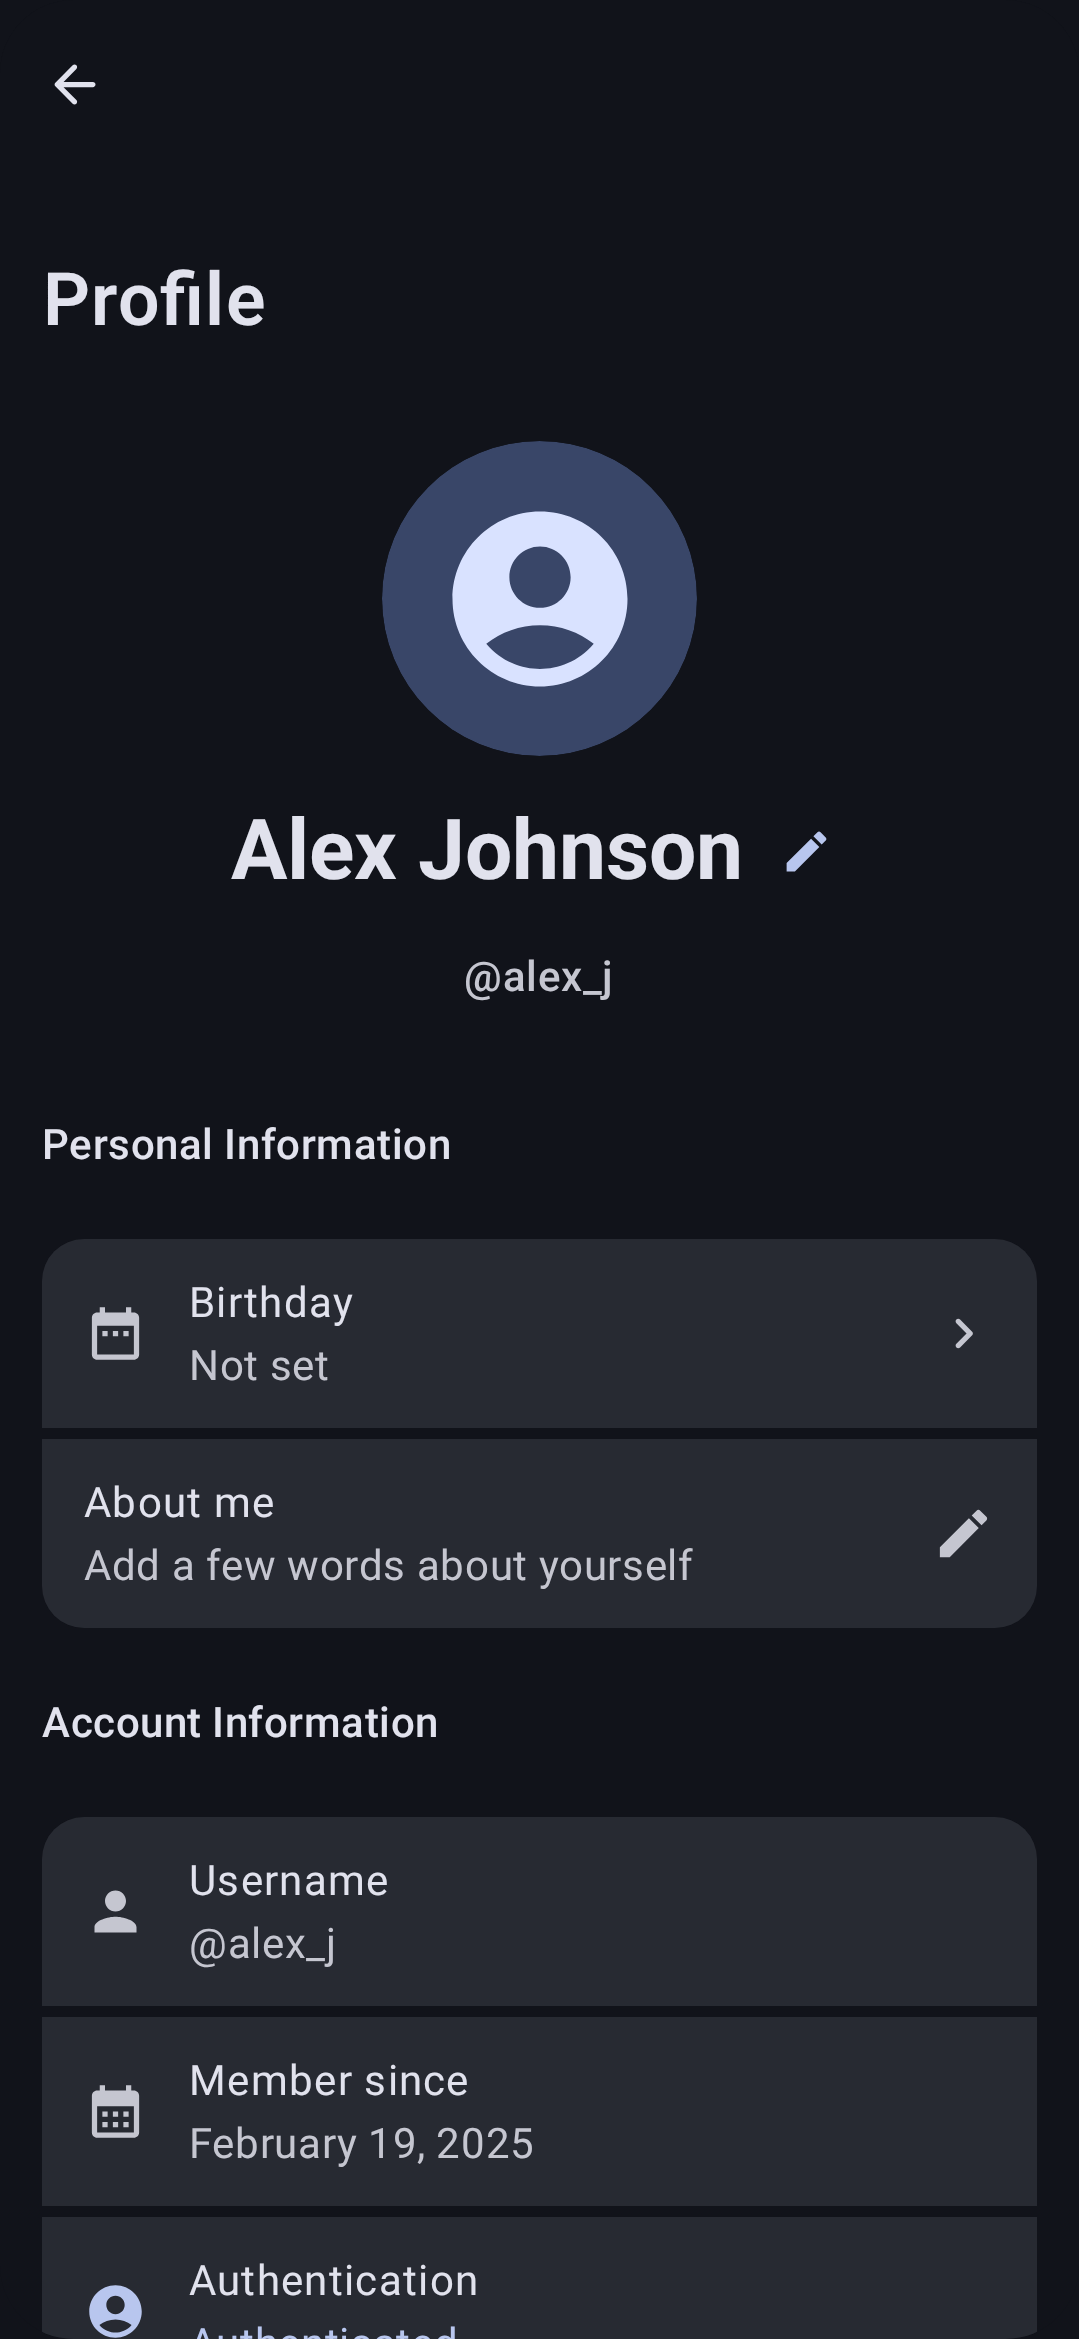 Profile
Alex Johnson
@alex_j
Personal Information
Birthday
Not set
About me
Add a few words about yourself
Account Information
Username
@alex_j
Member since
February 19, 2025
Authentication
Authenticated